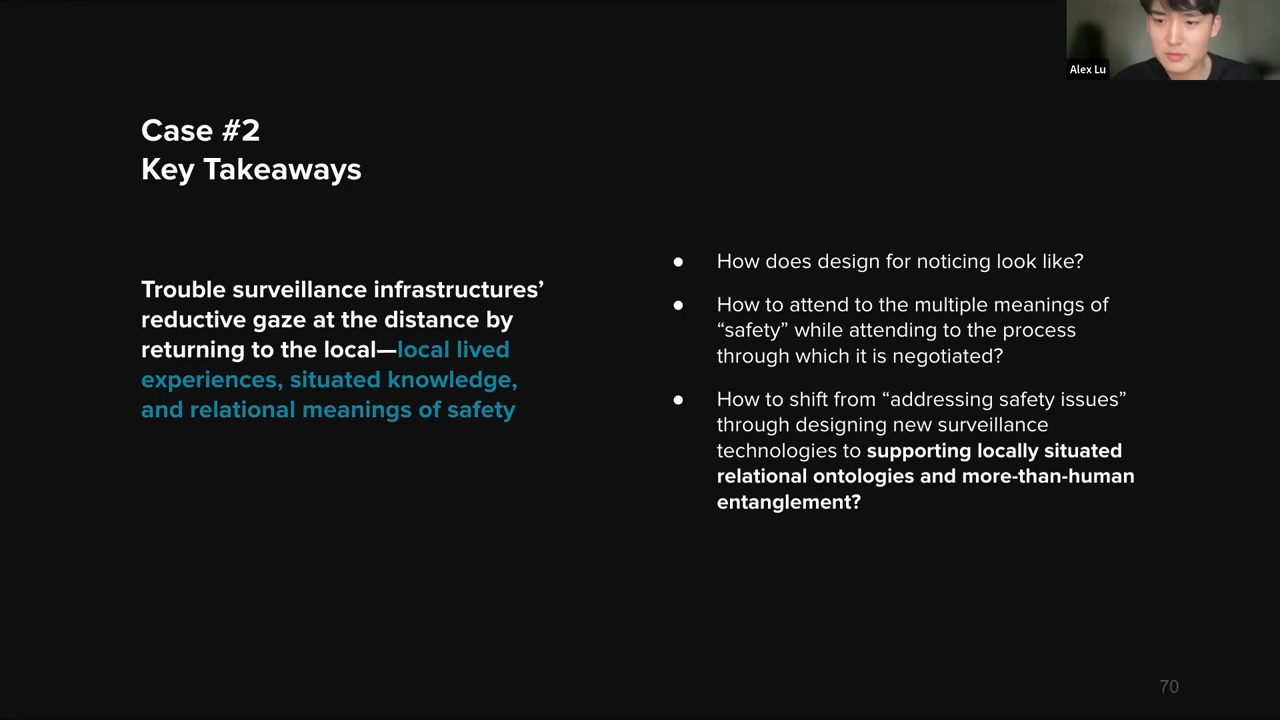 Alex Lu
Case #2
Key Takeaways
Trouble surveillance infrastructures’
reductive gaze at the distance by
returning to the local—local lived
experiences, situated knowledge,
and relational meanings of safety
● How does design for noticing look like?
● How to attend to the multiple meanings of
“safety” while attending to the process
through which it is negotiated?
● How to shift from “addressing safety issues”
through designing new surveillance
technologies to supporting locally situated
relational ontologies and more-than-human
entanglement?
70